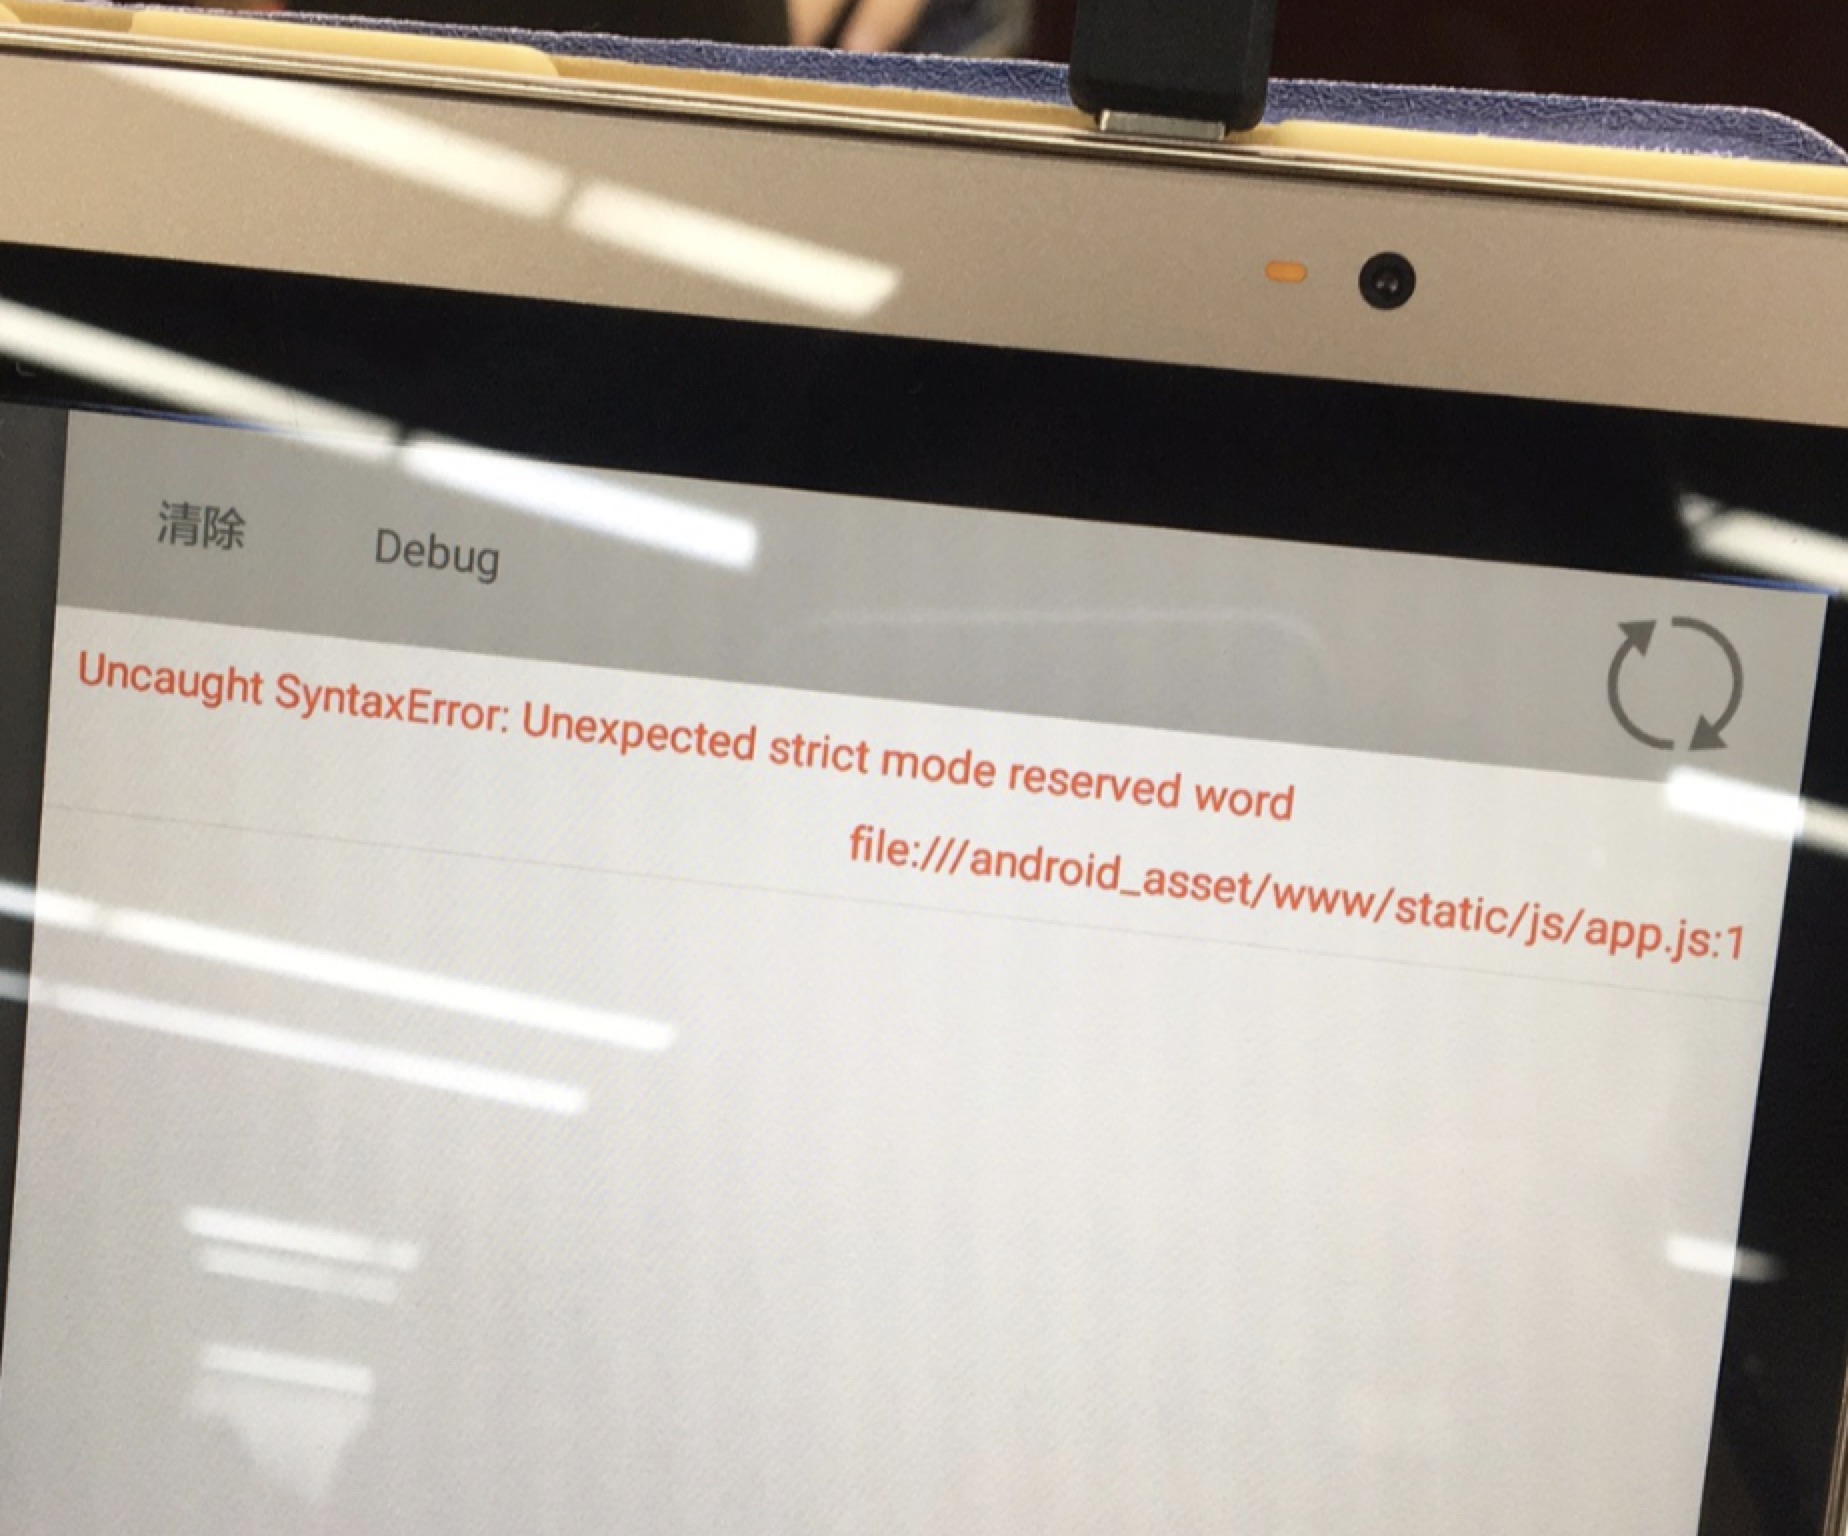 清除 Debug
Uncaught SyntaxError: Unexpected strict mode reserved word
file:///android_asset/www/static/js/app.js:1